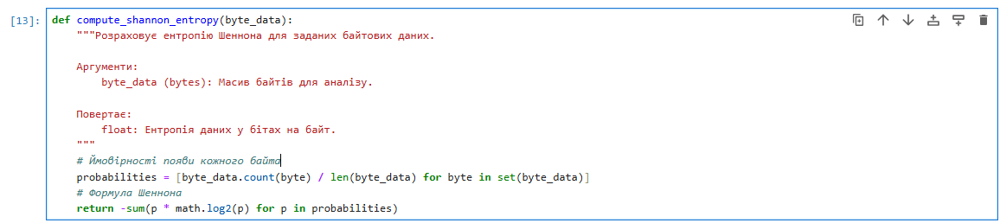 [13]: def compute_shannon_entropy(byte_data):
"""Розраховує ентропію Шеннона для заданих байтових даних.
Аргументи:
byte_data (bytes): Масив байтів для аналізу.
Повертає:
float: Ентропія даних у бітах на байт.
"""
# Ймовірності появи кожного байта
probabilities = [byte_data.count(byte) / len(byte_data) for byte in set(byte_data)]
# Формула Шеннона
return -sum(p * math.log2(p) for p in probabilities)